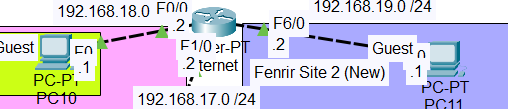 192.168.18.0
F0/0
192.168.19.0 /24
.2
F6/0
Guest
F0
.1
F1/0
-PT
.2
Guest
.2
ternet
Fenrir Site 2 (New)
.1
PC-PT
PC10
192.168.17.0 /24
PC-PT
PC11